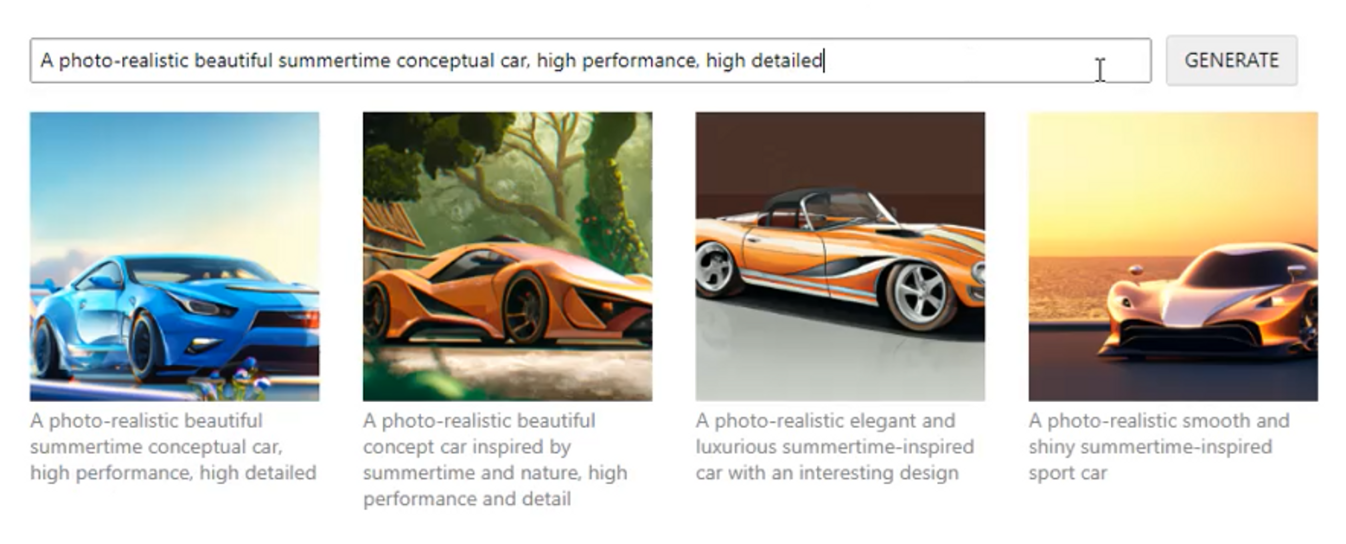 A photo-realistic beautiful summertime conceptual car, high performance, high detailed
GENERATE
A photo-realistic beautiful
summertime conceptual car,
high performance, high detailed
A photo-realistic beautiful
concept car inspired by
summertime and nature, high
performance and detail
A photo-realistic elegant and
luxurious summertime-inspired
car with an interesting design
A photo-realistic smooth and
shiny summertime-inspired
sport car